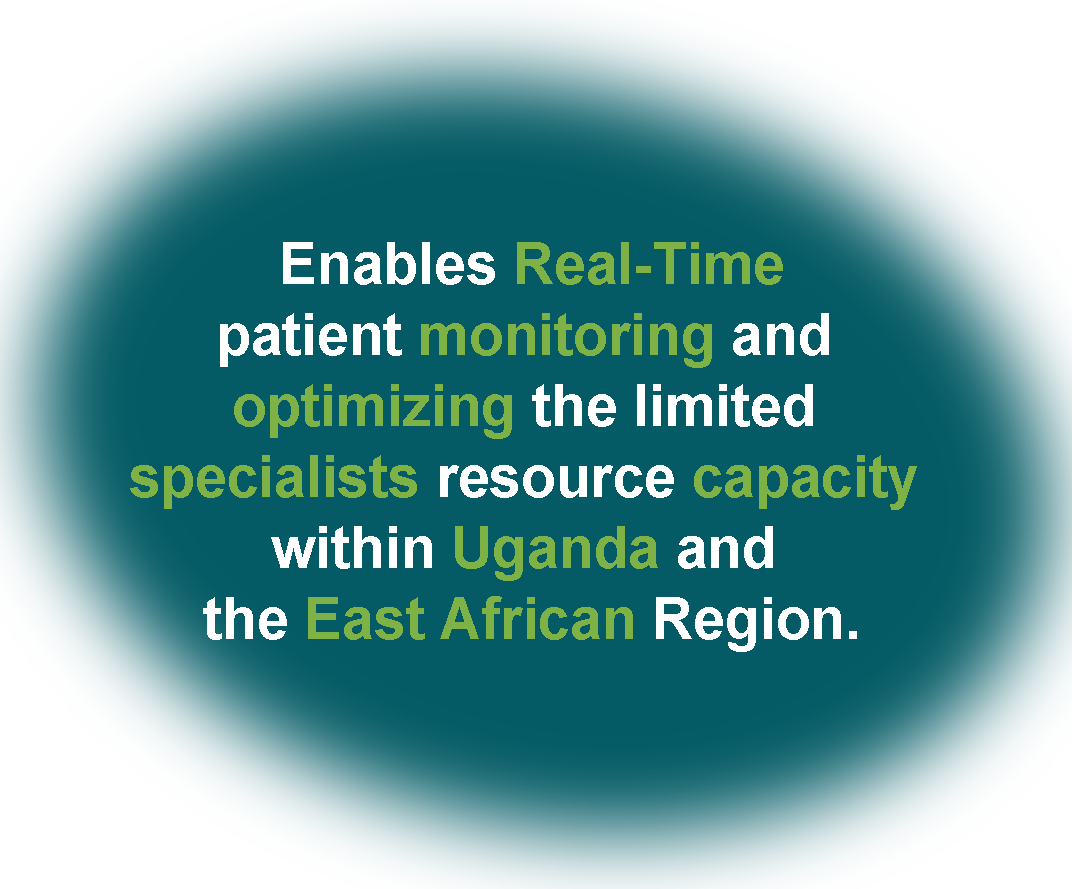 Enables Real-Time
patient monitoring and
optimizing the limited
specialists resource capacity
within Uganda and
the East African Region.